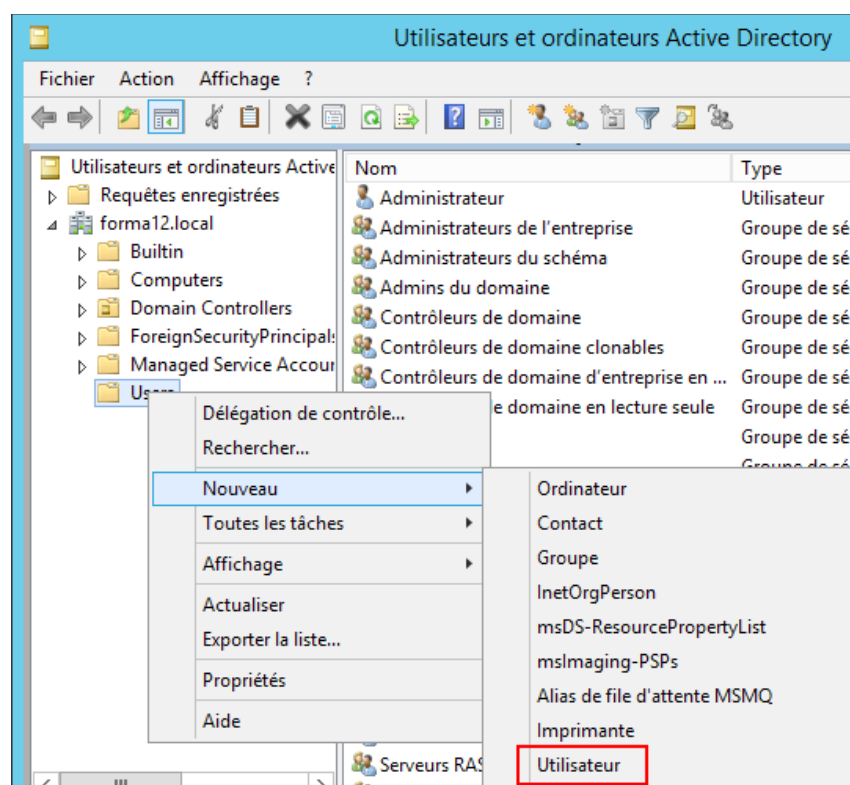 Utilisateurs et ordinateurs Active Directory
Fichier Action Affichage ?
Utilisateurs et ordinateurs Active
Requêtes enregistrées
forma12.local
Builtin
Computers
Domain Controllers
ForeignSecurityPrincipals
Managed Service Accour
Users
Nom Type
Administrateur Utilisateur
Administrateurs de l'entreprise Groupe de sé
Administrateurs du schéma Groupe de sé
Admins du domaine Groupe de sé
Contrôleurs de domaine Groupe de sé
Contrôleurs de domaine clonables Groupe de sé
Contrôleurs de domaine d'entreprise en ... Groupe de sé
e domaine en lecture seule Groupe de sé
Groupe de sé
Groupe de sé
Délégation de contrôle...
Rechercher...
Nouveau
Toutes les tâches
Affichage
Actualiser
Exporter la liste...
Propriétés
Aide
Ordinateur
Contact
Groupe
InetOrgPerson
msDS-ResourcePropertyList
msImaging-PSPs
Alias de file d'attente MSMQ
Imprimante
Utilisateur
Serveurs RAS